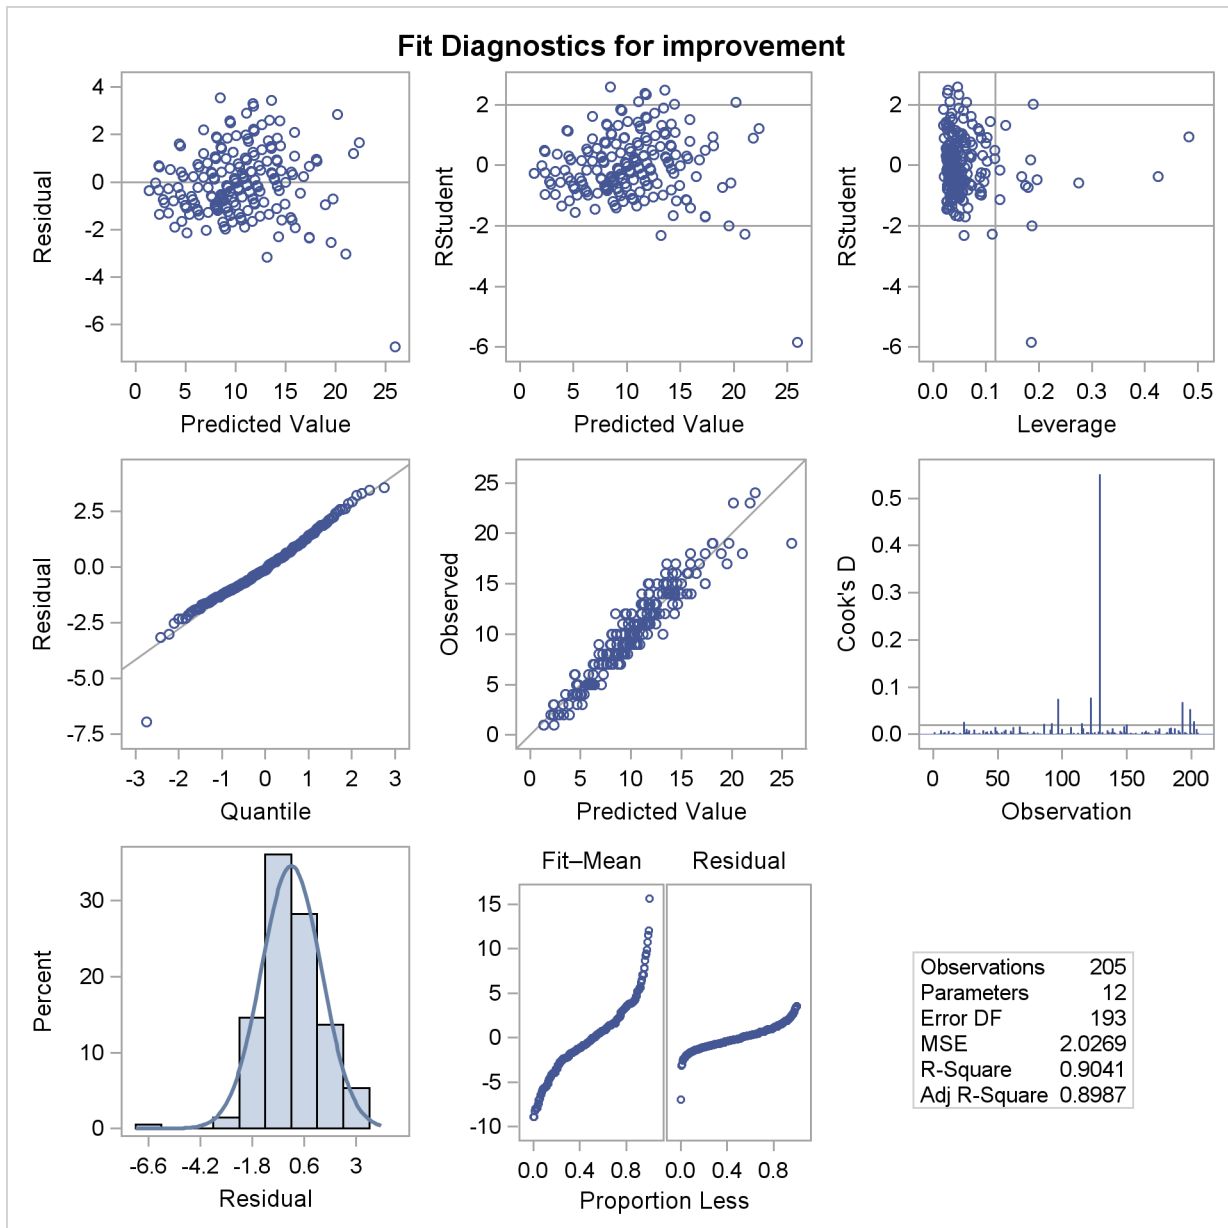 Fit Diagnostics for improvement
4
2
0
-2
-4
-6
Residual
0 5 10 15 20 25
Predicted Value
2
0
-2
-4
-6
RStudent
0 5 10 15 20 25
Predicted Value
2
0
-2
-4
-6
RStudent
0.0 0.1 0.2 0.3 0.4 0.5
Leverage
2.5
0.0
-2.5
-5.0
-7.5
Residual
-3 -2 -1 0 1 2 3
Quantile
25
20
15
10
5
0
Observed
0 5 10 15 20 25
Predicted Value
0.5
0.4
0.3
0.2
0.1
0.0
Cook's D
0 50 100 150 200
Observation
30
20
10
0
Percent
-6.6 -4.2 -1.8 0.6 3
Residual
Fit–Mean Residual
15
10
5
0
-5
-10
0.0 0.4 0.8 0.0 0.4 0.8
Proportion Less
Observations 205
Parameters 12
Error DF 193
MSE 2.0269
R-Square 0.9041
Adj R-Square 0.8987